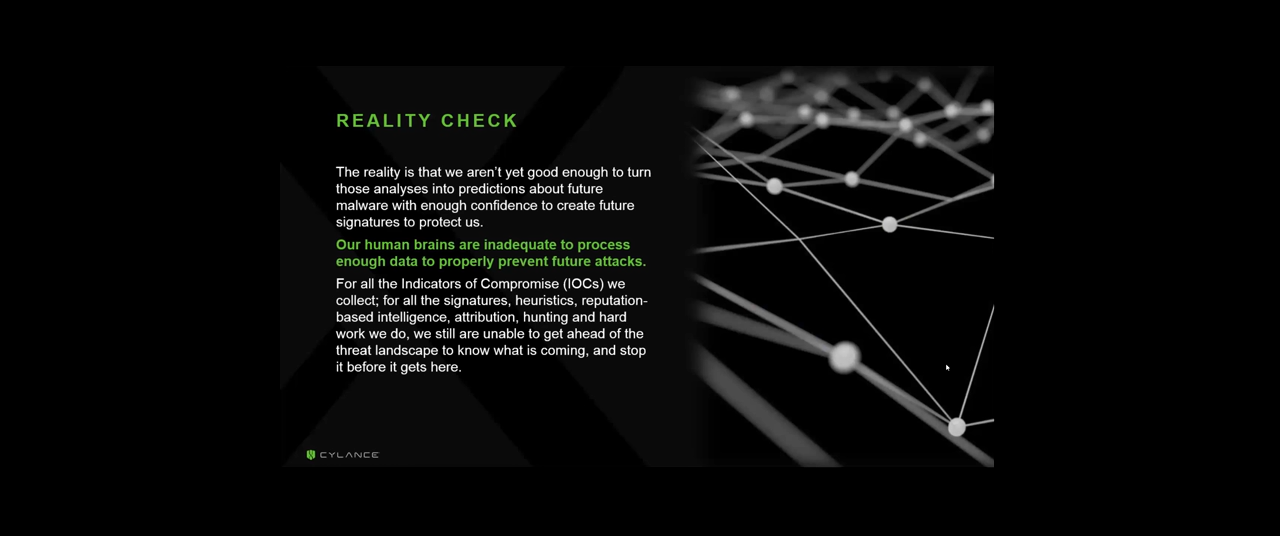 REALITY CHECK
The reality is that we aren’t yet good enough to turn
those analyses into predictions about future
malware with enough confidence to create future
signatures to protect us.
Our human brains are inadequate to process
enough data to properly prevent future attacks.
For all the Indicators of Compromise (IOCs) we
collect; for all the signatures, heuristics, reputation-
based intelligence, attribution, hunting and hard
work we do, we still are unable to get ahead of the
threat landscape to know what is coming, and stop
it before it gets here.
CYLANCE